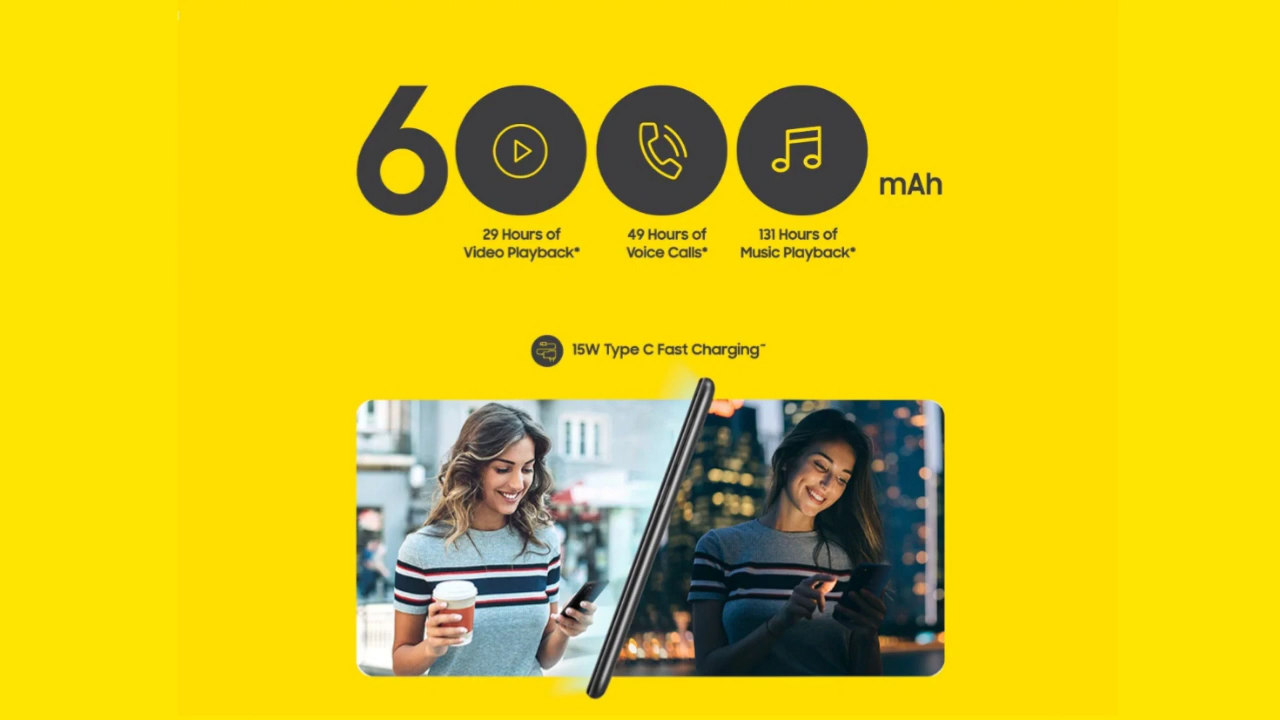 6000 mAh
29 Hours of
Video Playback*
49 Hours of
Voice Calls*
131 Hours of
Music Playback*
15W Type C Fast Charging~